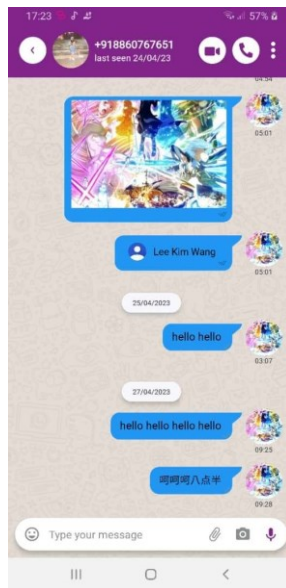 17:23
57%
+918860767651
last seen 24/04/23
04:54
05:01
Lee Kim Wang
05:01
25/04/2023
hello hello
03:07
27/04/2023
hello hello hello hello
09:25
呵呵呵八点半
09:28
Type your message